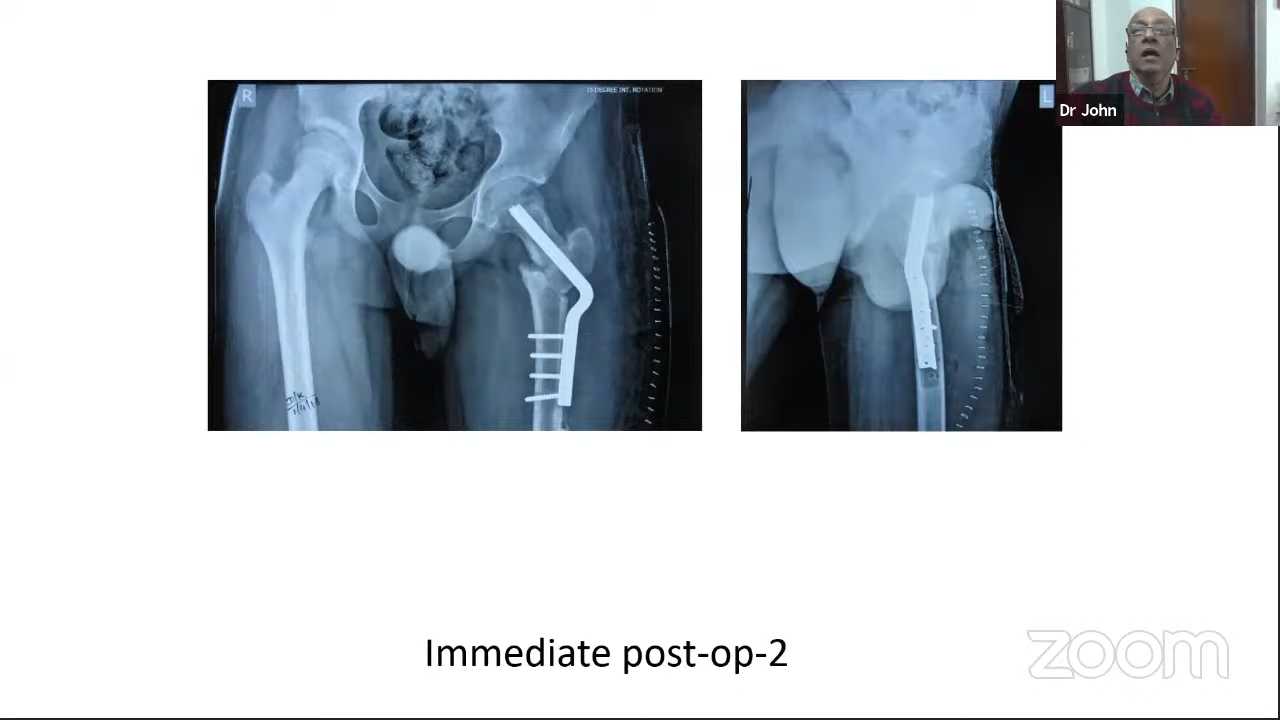 R
15 DEGREE INT. ROTATION
L
Dr John
Immediate post-op-2
zoom